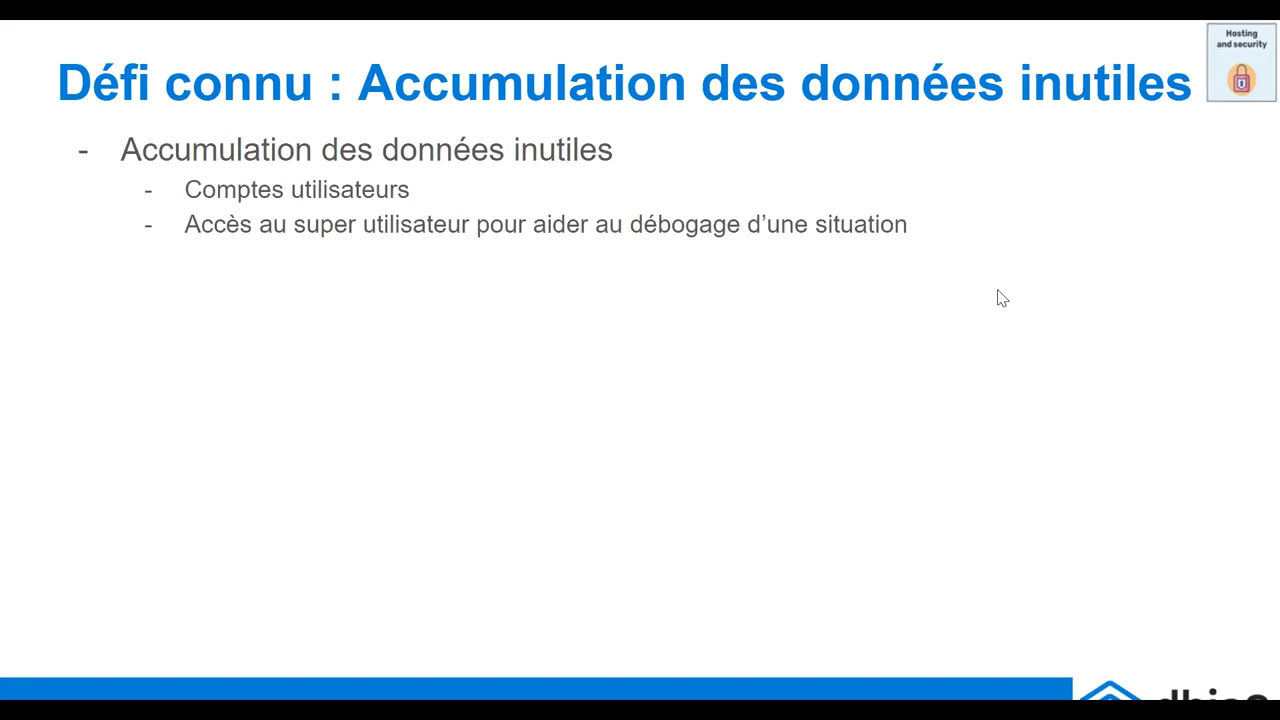 Hosting
and security
Défi connu : Accumulation des données inutiles
- Accumulation des données inutiles
- Comptes utilisateurs
- Accès au super utilisateur pour aider au débogage d’une situation